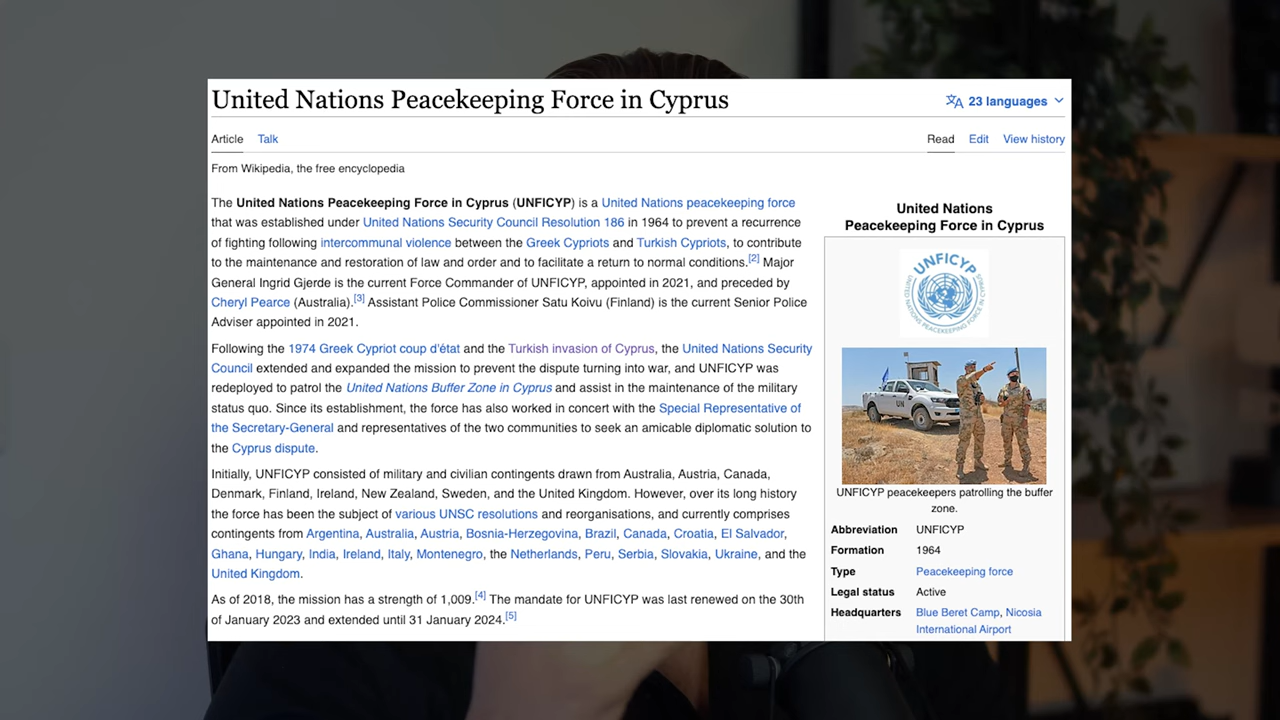 United Nations Peacekeeping Force in Cyprus
23 languages
Article Talk
Read Edit View history
From Wikipedia, the free encyclopedia
The United Nations Peacekeeping Force in Cyprus (UNFICYP) is a United Nations peacekeeping force
that was established under United Nations Security Council Resolution 186 in 1964 to prevent a recurrence
of fighting following intercommunal violence between the Greek Cypriots and Turkish Cypriots, to contribute
to the maintenance and restoration of law and order and to facilitate a return to normal conditions.[2] Major
General Ingrid Gjerde is the current Force Commander of UNFICYP, appointed in 2021, and preceded by
Cheryl Pearce (Australia).[3] Assistant Police Commissioner Satu Koivu (Finland) is the current Senior Police
Adviser appointed in 2021.
Following the 1974 Greek Cypriot coup d'état and the Turkish invasion of Cyprus, the United Nations Security
Council extended and expanded the mission to prevent the dispute turning into war, and UNFICYP was
redeployed to patrol the United Nations Buffer Zone in Cyprus and assist in the maintenance of the military
status quo. Since its establishment, the force has also worked in concert with the Special Representative of
the Secretary-General and representatives of the two communities to seek an amicable diplomatic solution to
the Cyprus dispute.
Initially, UNFICYP consisted of military and civilian contingents drawn from Australia, Austria, Canada,
Denmark, Finland, Ireland, New Zealand, Sweden, and the United Kingdom. However, over its long history
the force has been the subject of various UNSC resolutions and reorganisations, and currently comprises
contingents from Argentina, Australia, Austria, Bosnia-Herzegovina, Brazil, Canada, Croatia, El Salvador,
Ghana, Hungary, India, Ireland, Italy, Montenegro, the Netherlands, Peru, Serbia, Slovakia, Ukraine, and the
United Kingdom.
As of 2018, the mission has a strength of 1,009.[4] The mandate for UNFICYP was last renewed on the 30th
of January 2023 and extended until 31 January 2024.[5]
United Nations
Peacekeeping Force in Cyprus
UNFICYP
UNITED NATIONS PEACEKEEPING FORCE IN CYPRUS
UN
UNFICYP peacekeepers patrolling the buffer
zone.
Abbreviation UNFICYP
Formation 1964
Type Peacekeeping force
Legal status Active
Headquarters Blue Beret Camp, Nicosia
International Airport